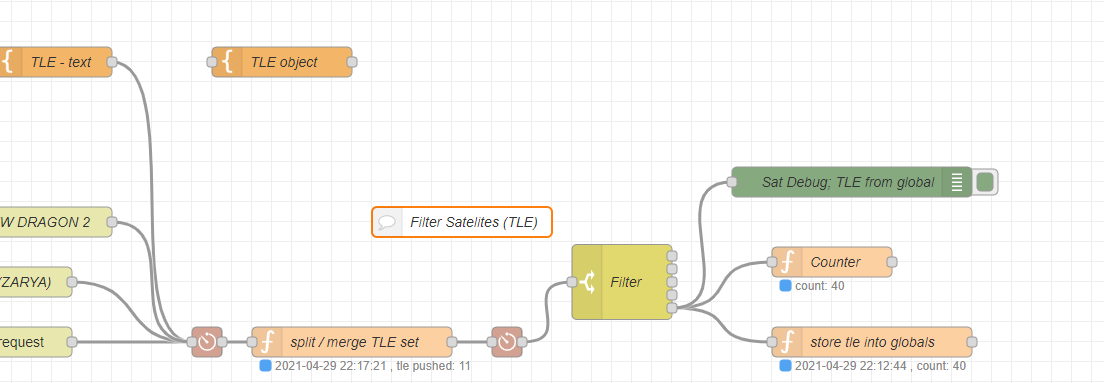 TLE - text
TLE object
Sat Debug; TLE from global
W DRAGON 2
Filter Satelites (TLE)
Counter
count: 40
Filter
/ZARYA)
request
split / merge TLE set
2021-04-29 22:17:21 , tle pushed: 11
store tle into globals
2021-04-29 22:12:44 , count: 40